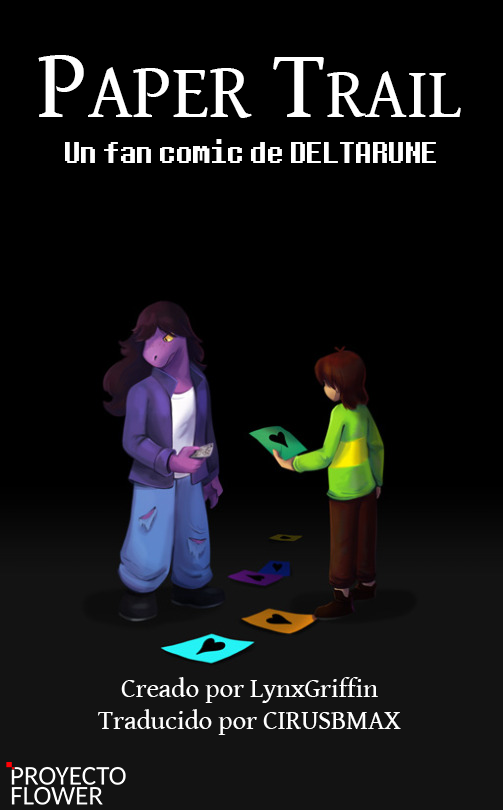 PAPER TRAIL
Un fan comic de DELTARUNE
Creado por LynxGriffin
Traducido por CIRUSBMAX
PROYECTO
FLOWER